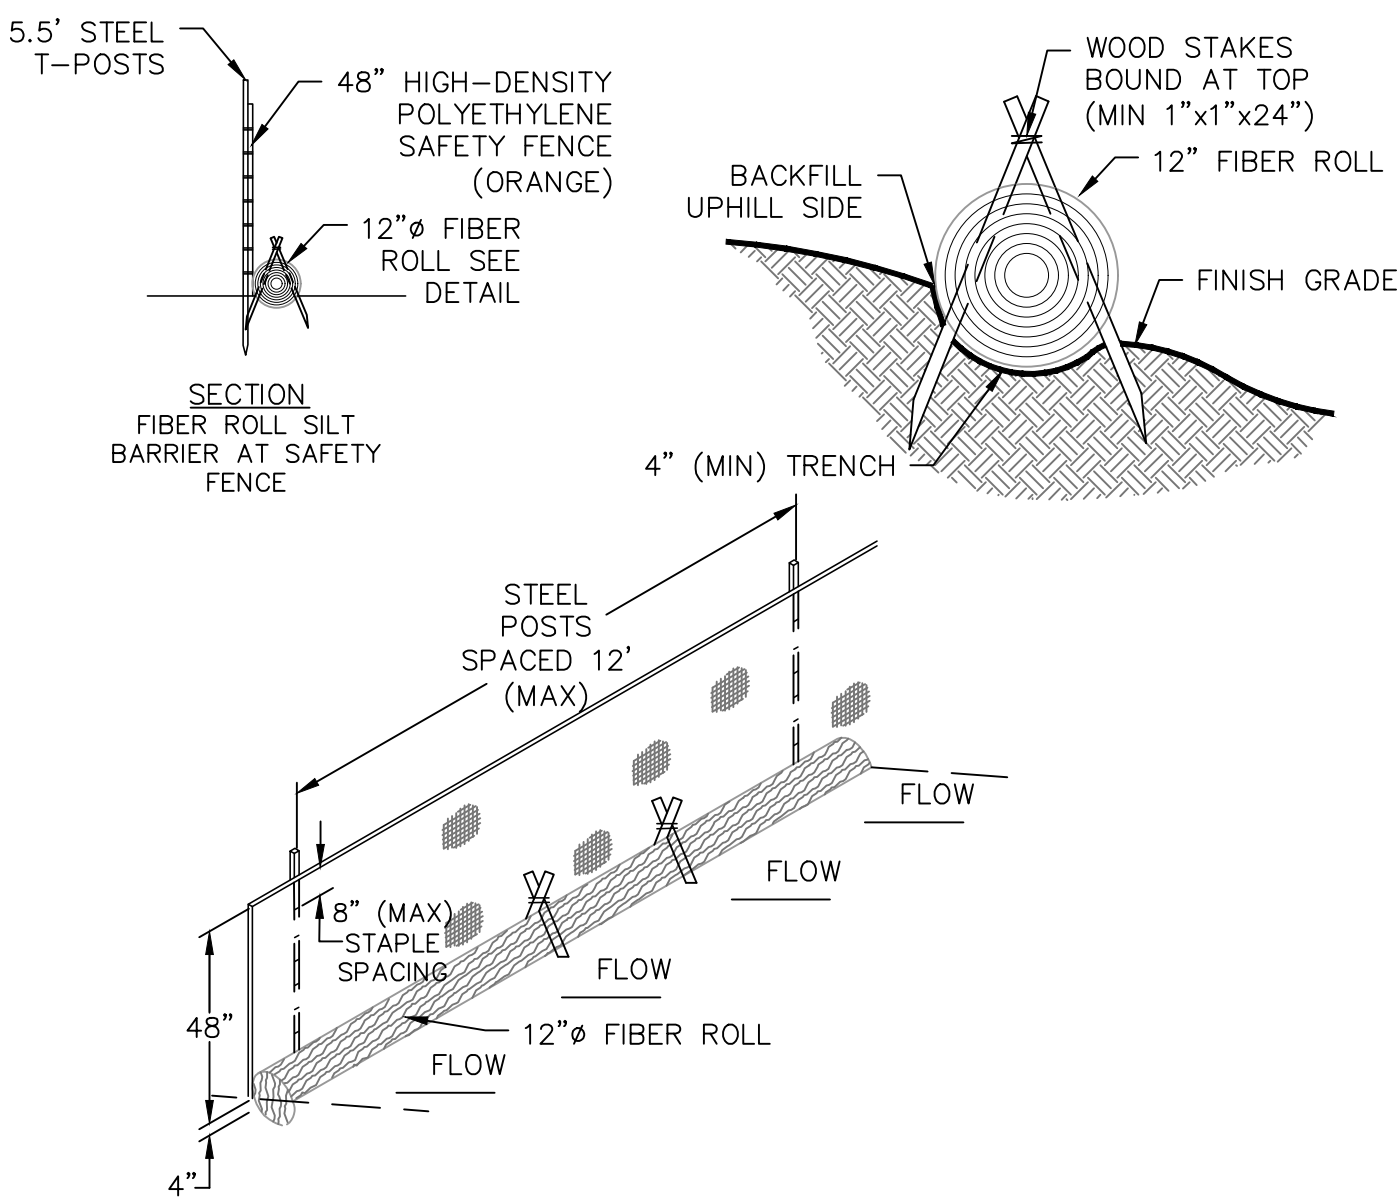 5.5’ STEEL
T–POSTS
48” HIGH–DENSITY
POLYETHYLENE
SAFETY FENCE
(ORANGE)
12”ø FIBER
ROLL SEE
DETAIL
SECTION
FIBER ROLL SILT
BARRIER AT SAFETY
FENCE
WOOD STAKES
BOUND AT TOP
(MIN 1”x1”x24”)
12” FIBER ROLL
BACKFILL
UPHILL SIDE
FINISH GRADE
4” (MIN) TRENCH
STEEL
POSTS
SPACED 12’
(MAX)
FLOW
FLOW
8” (MAX)
STAPLE
SPACING
FLOW
48”
12”ø FIBER ROLL
FLOW
4”